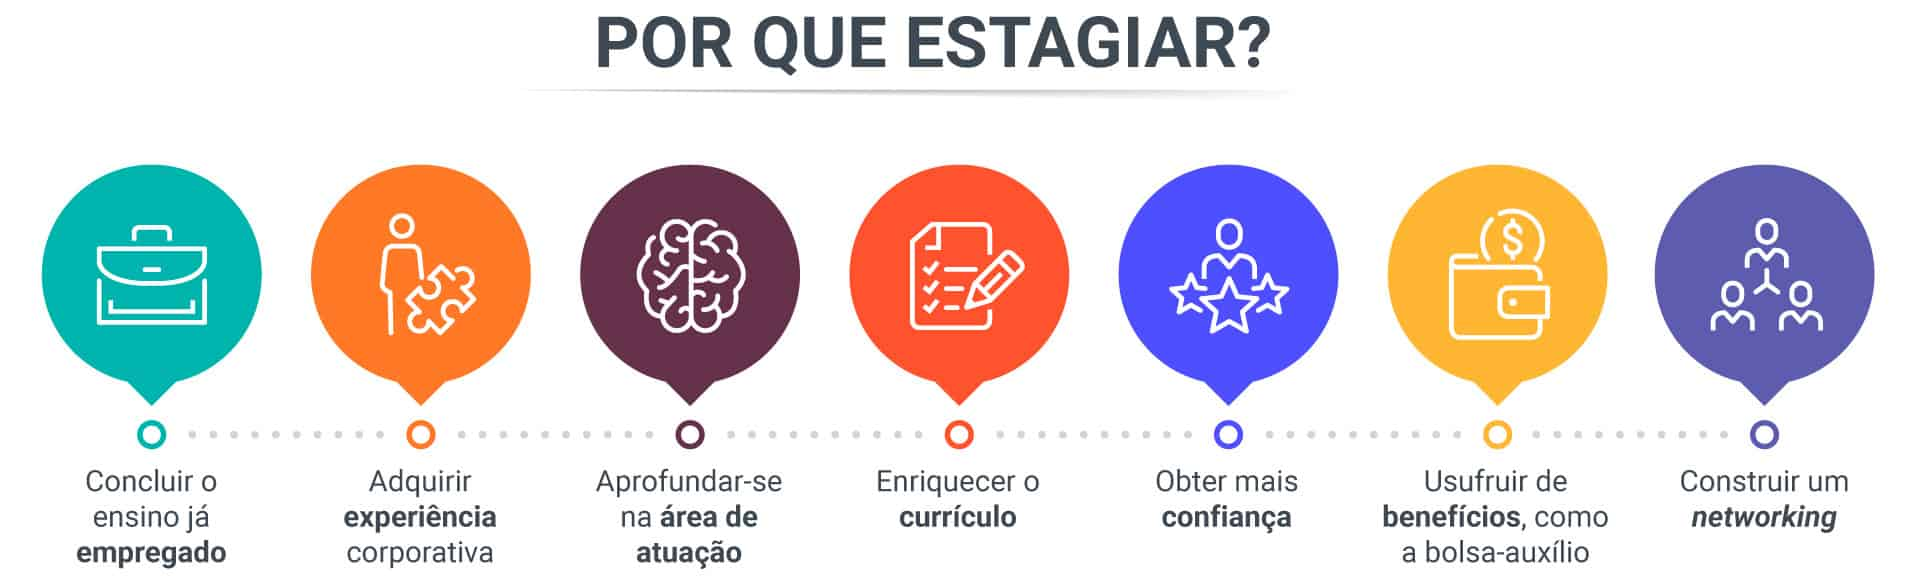 POR QUE ESTAGIAR?
Concluir o
ensino já
empregado
Adquirir
experiência
corporativa
Aprofundar-se
na área de
atuação
Enriquecer o
currículo
Obter mais
confiança
Usufruir de
benefícios, como
a bolsa-auxílio
Construir um
networking